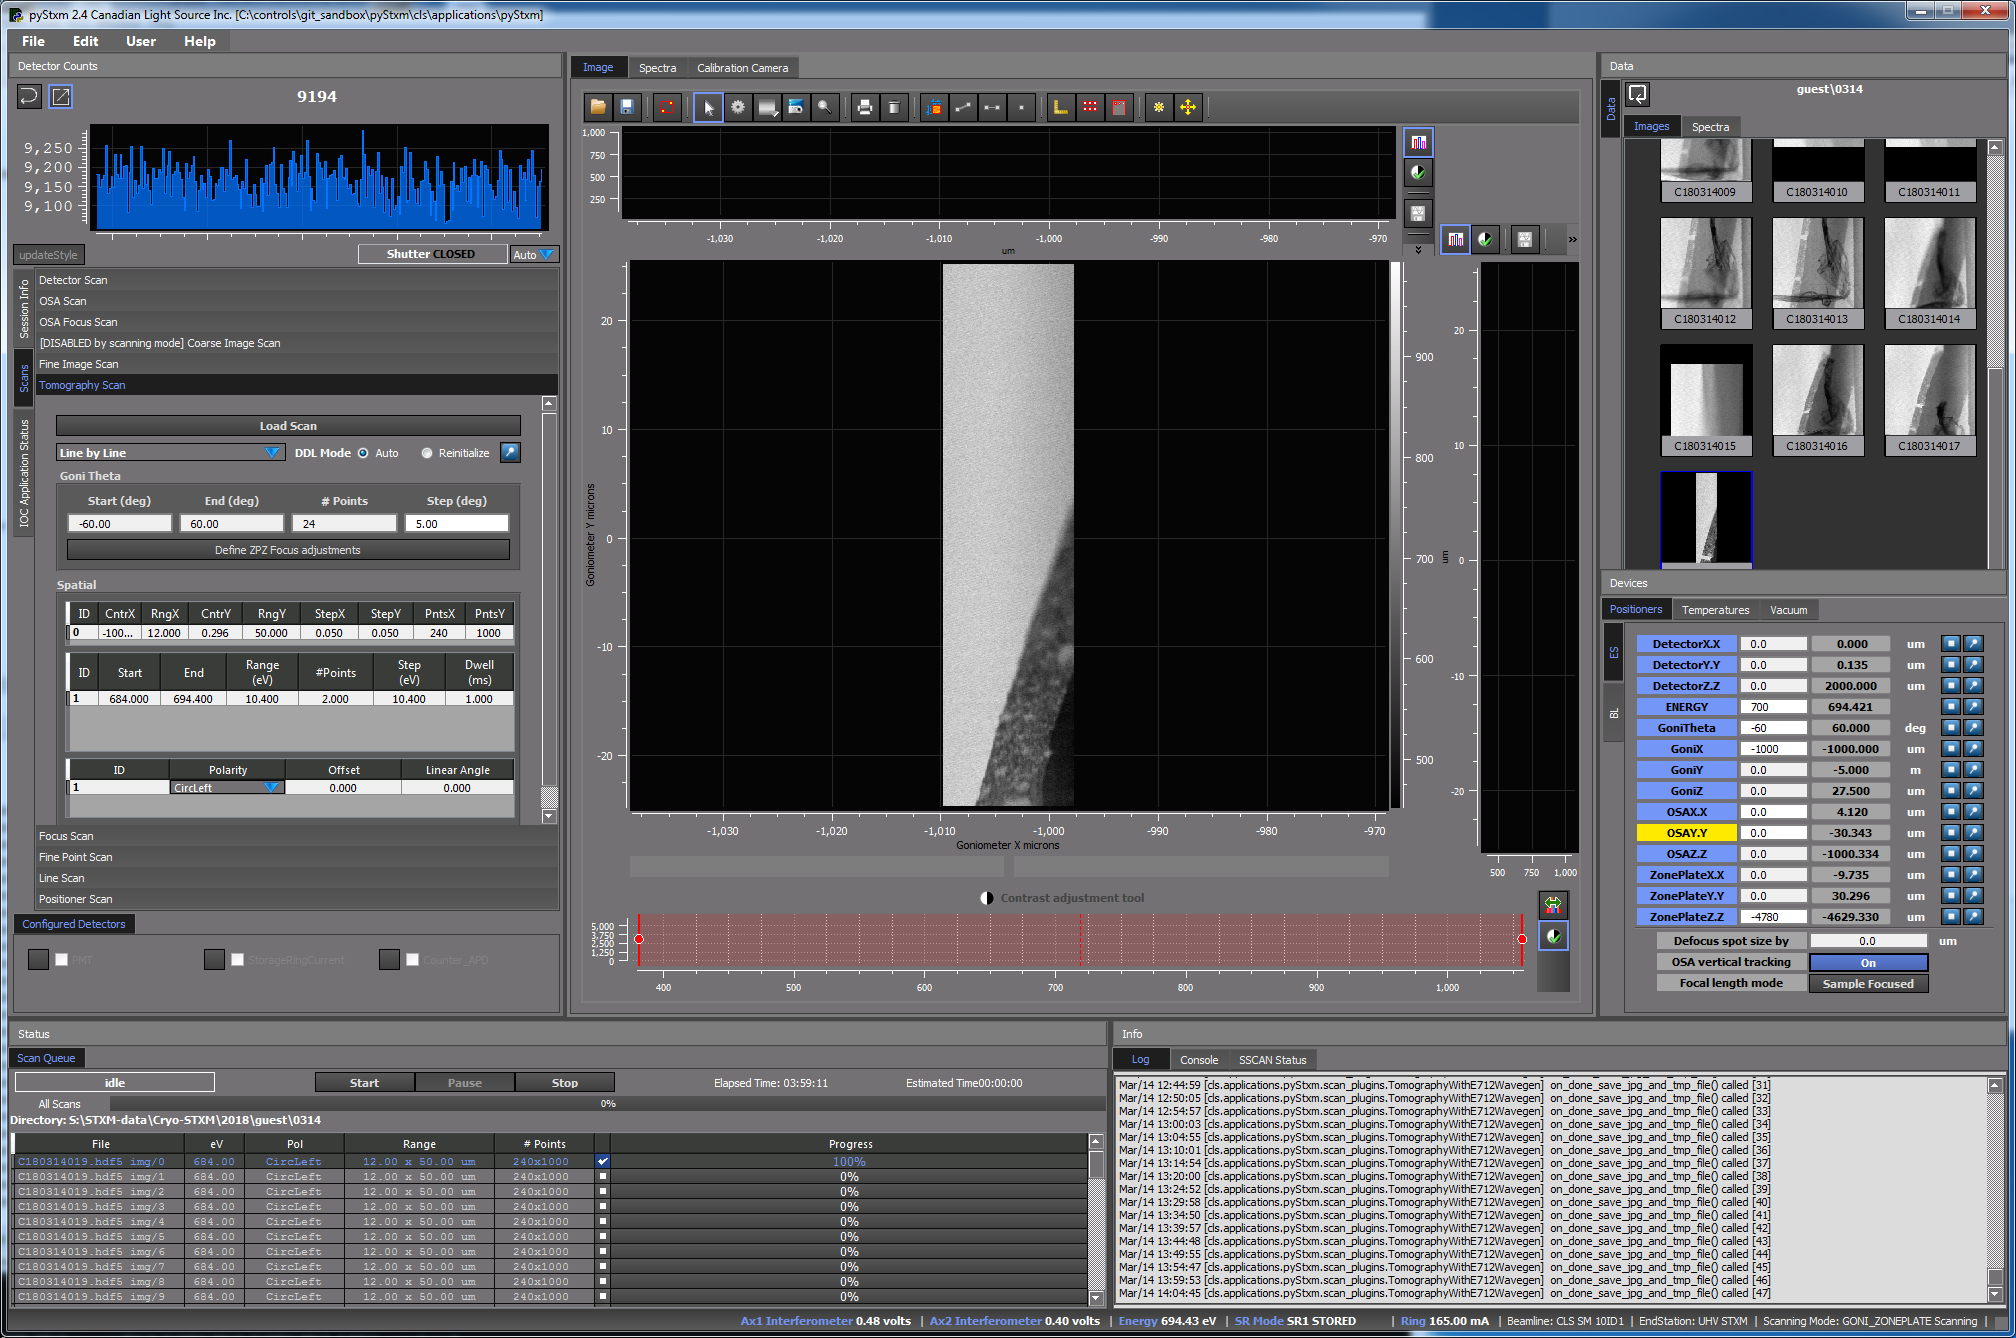 pyStxm 2.4 Canadian Light Source Inc. [C:\controls\git_sandbox\pyStxm\cls\applications\pyStxm]
File Edit User Help
Detector Counts
9194
9,250
9,200
9,150
9,100
updateStyle
Shutter CLOSED
Auto
Session Info
Scans
IOC Application Status
Detector Scan
OSA Scan
OSA Focus Scan
[DISABLED by scanning mode] Coarse Image Scan
Fine Image Scan
Tomography Scan
Load Scan
Line by Line DDL Mode Auto Reinitialize
Goni Theta
Start (deg) End (deg) # Points Step (deg)
-60.00 60.00 24 5.00
Define ZPZ Focus adjustments
Spatial
ID CntrX RngX CntrY RngY StepX StepY PntsX PntsY
0 -100... 12.000 0.296 50.000 0.050 0.050 240 1000
ID Start End Range (eV) #Points Step (eV) Dwell (ms)
1 684.000 694.400 10.400 2.000 10.400 1.000
ID Polarity Offset Linear Angle
1 CircLeft 0.000 0.000
Focus Scan
Fine Point Scan
Line Scan
Positioner Scan
Configured Detectors
PMT StorageRingCurrent Counter_APD
Image Spectra Calibration Camera
1,000
750
500
250
-1,030 -1,020 -1,010 -1,000 -990 -980 -970
um
20
10
0
-10
-20
Goniometer Y microns
-1,030 -1,020 -1,010 -1,000 -990 -980 -970
Goniometer X microns
900
800
700
600
500
um
»
20
10
0
-10
-20
500 750 1,000
Contrast adjustment tool
5,000
3,750
2,500
1,250
0
400 500 600 700 800 900 1,000
Data
Data
guest\0314
Images Spectra
C180314009 C180314010 C180314011
C180314012 C180314013 C180314014
C180314015 C180314016 C180314017
Devices
Positioners Temperatures Vacuum
ES
BL
DetectorX.X 0.0 0.000 um
DetectorY.Y 0.0 0.135 um
DetectorZ.Z 0.0 2000.000 um
ENERGY 700 694.421
GoniTheta -60 60.000 deg
GoniX -1000 -1000.000 um
GoniY 0.0 -5.000 m
GoniZ 0.0 27.500 um
OSAX.X 0.0 4.120 um
OSAY.Y 0.0 -30.343 um
OSAZ.Z 0.0 -1000.334 um
ZonePlateX.X 0.0 -9.735 um
ZonePlateY.Y 0.0 30.296 um
ZonePlateZ.Z -4780 -4629.330 um
Defocus spot size by 0.0 um
OSA vertical tracking On
Focal length mode Sample Focused
Status
Scan Queue
idle Start Pause Stop Elapsed Time: 03:59:11 Estimated Time00:00:00
All Scans 0%
Directory: S:\STXM-data\Cryo-STXM\2018\guest\0314
File eV Pol Range # Points Progress
C180314019.hdf5 img/0 684.00 CircLeft 12.00 x 50.00 um 240x1000 100%
C180314019.hdf5 img/1 684.00 CircLeft 12.00 x 50.00 um 240x1000 0%
C180314019.hdf5 img/2 684.00 CircLeft 12.00 x 50.00 um 240x1000 0%
C180314019.hdf5 img/3 684.00 CircLeft 12.00 x 50.00 um 240x1000 0%
C180314019.hdf5 img/4 684.00 CircLeft 12.00 x 50.00 um 240x1000 0%
C180314019.hdf5 img/5 684.00 CircLeft 12.00 x 50.00 um 240x1000 0%
C180314019.hdf5 img/6 684.00 CircLeft 12.00 x 50.00 um 240x1000 0%
C180314019.hdf5 img/7 684.00 CircLeft 12.00 x 50.00 um 240x1000 0%
C180314019.hdf5 img/8 684.00 CircLeft 12.00 x 50.00 um 240x1000 0%
C180314019.hdf5 img/9 684.00 CircLeft 12.00 x 50.00 um 240x1000 0%
Info
Log Console SSCAN Status
Mar/14 12:44:59 [cls.applications.pyStxm.scan_plugins.TomographyWithE712Wavegen] on_done_save_jpg_and_tmp_file() called [31]
Mar/14 12:50:05 [cls.applications.pyStxm.scan_plugins.TomographyWithE712Wavegen] on_done_save_jpg_and_tmp_file() called [32]
Mar/14 12:54:57 [cls.applications.pyStxm.scan_plugins.TomographyWithE712Wavegen] on_done_save_jpg_and_tmp_file() called [33]
Mar/14 13:00:03 [cls.applications.pyStxm.scan_plugins.TomographyWithE712Wavegen] on_done_save_jpg_and_tmp_file() called [34]
Mar/14 13:04:55 [cls.applications.pyStxm.scan_plugins.TomographyWithE712Wavegen] on_done_save_jpg_and_tmp_file() called [35]
Mar/14 13:10:01 [cls.applications.pyStxm.scan_plugins.TomographyWithE712Wavegen] on_done_save_jpg_and_tmp_file() called [36]
Mar/14 13:14:54 [cls.applications.pyStxm.scan_plugins.TomographyWithE712Wavegen] on_done_save_jpg_and_tmp_file() called [37]
Mar/14 13:20:00 [cls.applications.pyStxm.scan_plugins.TomographyWithE712Wavegen] on_done_save_jpg_and_tmp_file() called [38]
Mar/14 13:24:52 [cls.applications.pyStxm.scan_plugins.TomographyWithE712Wavegen] on_done_save_jpg_and_tmp_file() called [39]
Mar/14 13:29:58 [cls.applications.pyStxm.scan_plugins.TomographyWithE712Wavegen] on_done_save_jpg_and_tmp_file() called [40]
Mar/14 13:34:50 [cls.applications.pyStxm.scan_plugins.TomographyWithE712Wavegen] on_done_save_jpg_and_tmp_file() called [41]
Mar/14 13:39:57 [cls.applications.pyStxm.scan_plugins.TomographyWithE712Wavegen] on_done_save_jpg_and_tmp_file() called [42]
Mar/14 13:44:48 [cls.applications.pyStxm.scan_plugins.TomographyWithE712Wavegen] on_done_save_jpg_and_tmp_file() called [43]
Mar/14 13:49:55 [cls.applications.pyStxm.scan_plugins.TomographyWithE712Wavegen] on_done_save_jpg_and_tmp_file() called [44]
Mar/14 13:54:47 [cls.applications.pyStxm.scan_plugins.TomographyWithE712Wavegen] on_done_save_jpg_and_tmp_file() called [45]
Mar/14 13:59:53 [cls.applications.pyStxm.scan_plugins.TomographyWithE712Wavegen] on_done_save_jpg_and_tmp_file() called [46]
Mar/14 14:04:45 [cls.applications.pyStxm.scan_plugins.TomographyWithE712Wavegen] on_done_save_jpg_and_tmp_file() called [47]
Ax1 Interferometer 0.48 volts | Ax2 Interferometer 0.40 volts | Energy 694.43 eV | SR Mode SR1 STORED | Ring 165.00 mA | Beamline: CLS SM 10ID1 | EndStation: UHV STXM | Scanning Mode: GONI_ZONEPLATE Scanning |